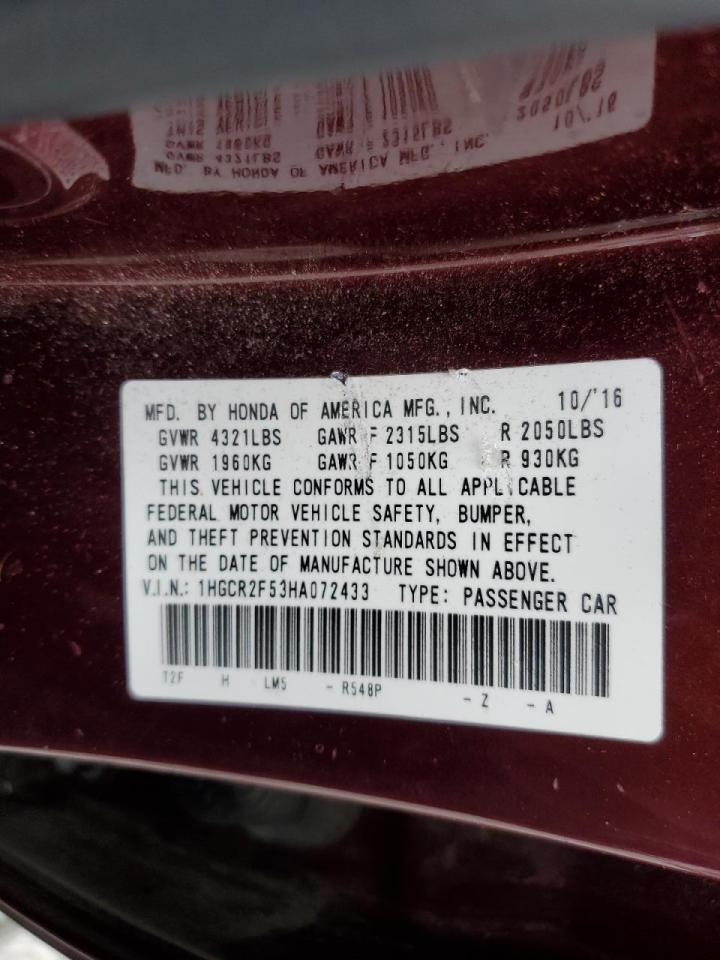 MFD. BY HONDA OF AMERICA MFG., INC. 10/'16
GVWR 4321LBS GAWR F 2315LBS R 2050LBS
GVWR 1960KG GAWR F 1050KG R 930KG
THIS VEHICLE CONFORMS TO ALL APPLICABLE
FEDERAL MOTOR VEHICLE SAFETY, BUMPER,
AND THEFT PREVENTION STANDARDS IN EFFECT
ON THE DATE OF MANUFACTURE SHOWN ABOVE.
V.I.N.: 1HGCR2F53HA072433 TYPE: PASSENGER CAR
T2F H LM5 - R548P - Z - A